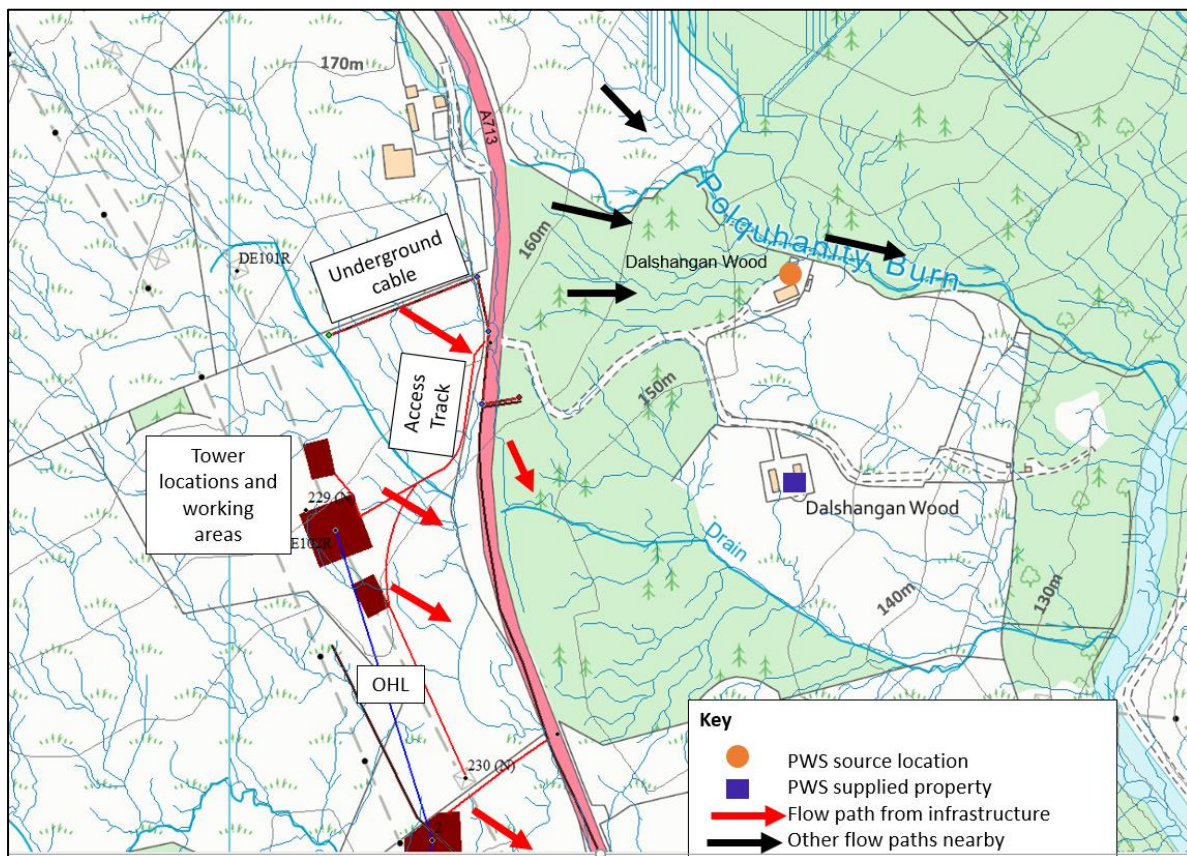 170m
A713
DE101R
Underground
cable
160m
Polquhanity Burn
Dalshangan Wood
Access
Track
150m
Tower
locations and
working
areas
229 (N)
E102R
Dalshangan Wood
Drain
140m
130m
OHL
230 (N)
2
Key
PWS source location
PWS supplied property
Flow path from infrastructure
Other flow paths nearby